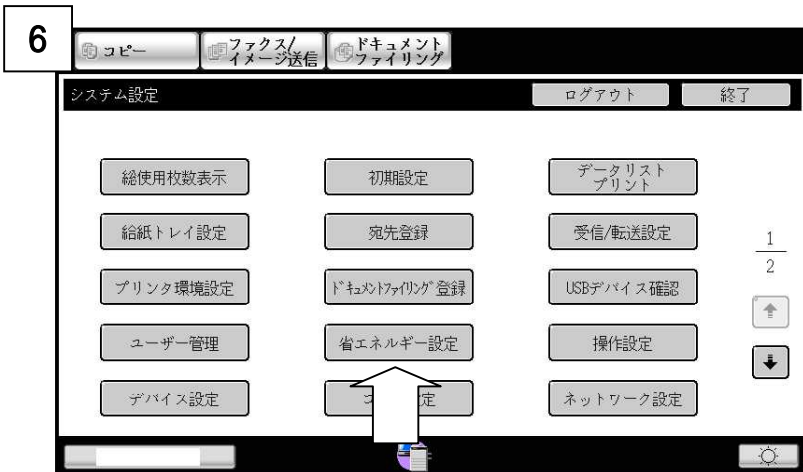 6
コピー
ファクス/
イメージ送信
ドキュメント
ファイリング
システム設定
ログアウト
終了
総使用枚数表示
初期設定
データリスト
プリント
給紙トレイ設定
宛先登録
受信/転送設定
プリンタ環境設定
ドキュメントファイリング登録
USBデバイス確認
ユーザー管理
省エネルギー設定
操作設定
デバイス設定
定
ネットワーク設定
1
2